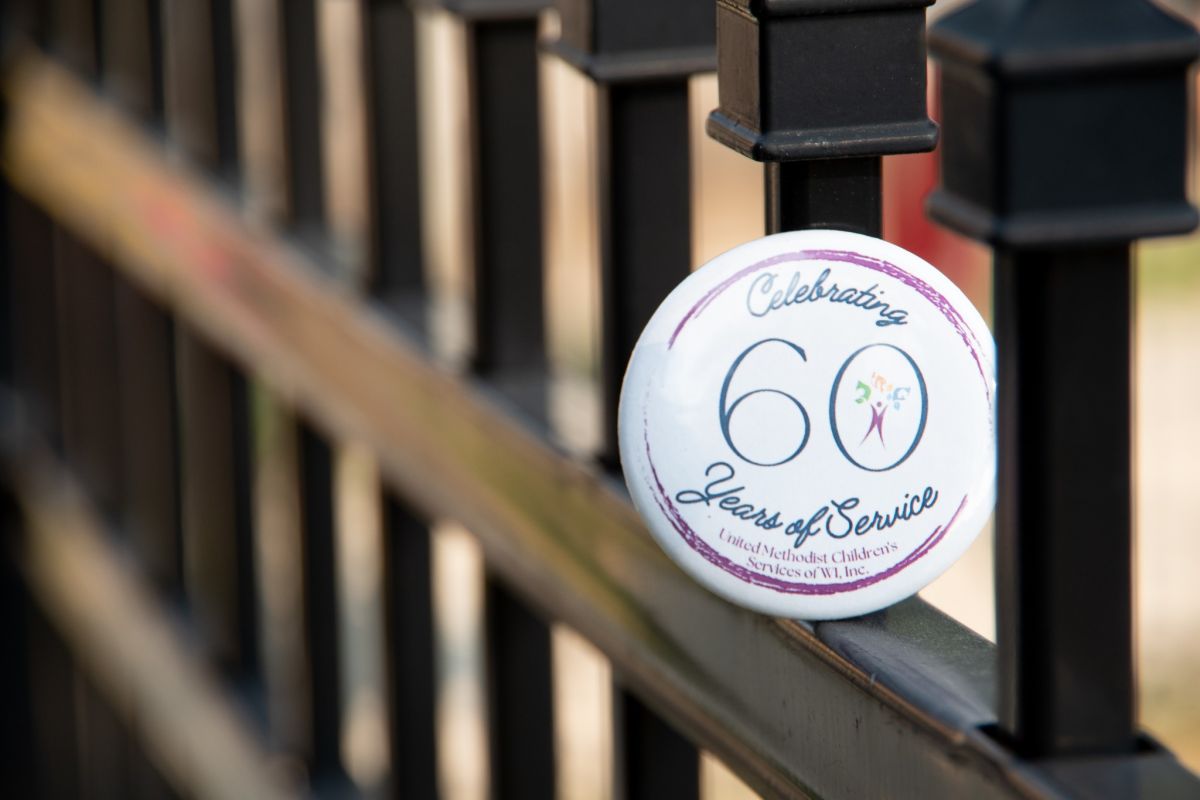 Celebrating
60
Years of Service
United Methodist Children's
Services of WI, Inc.